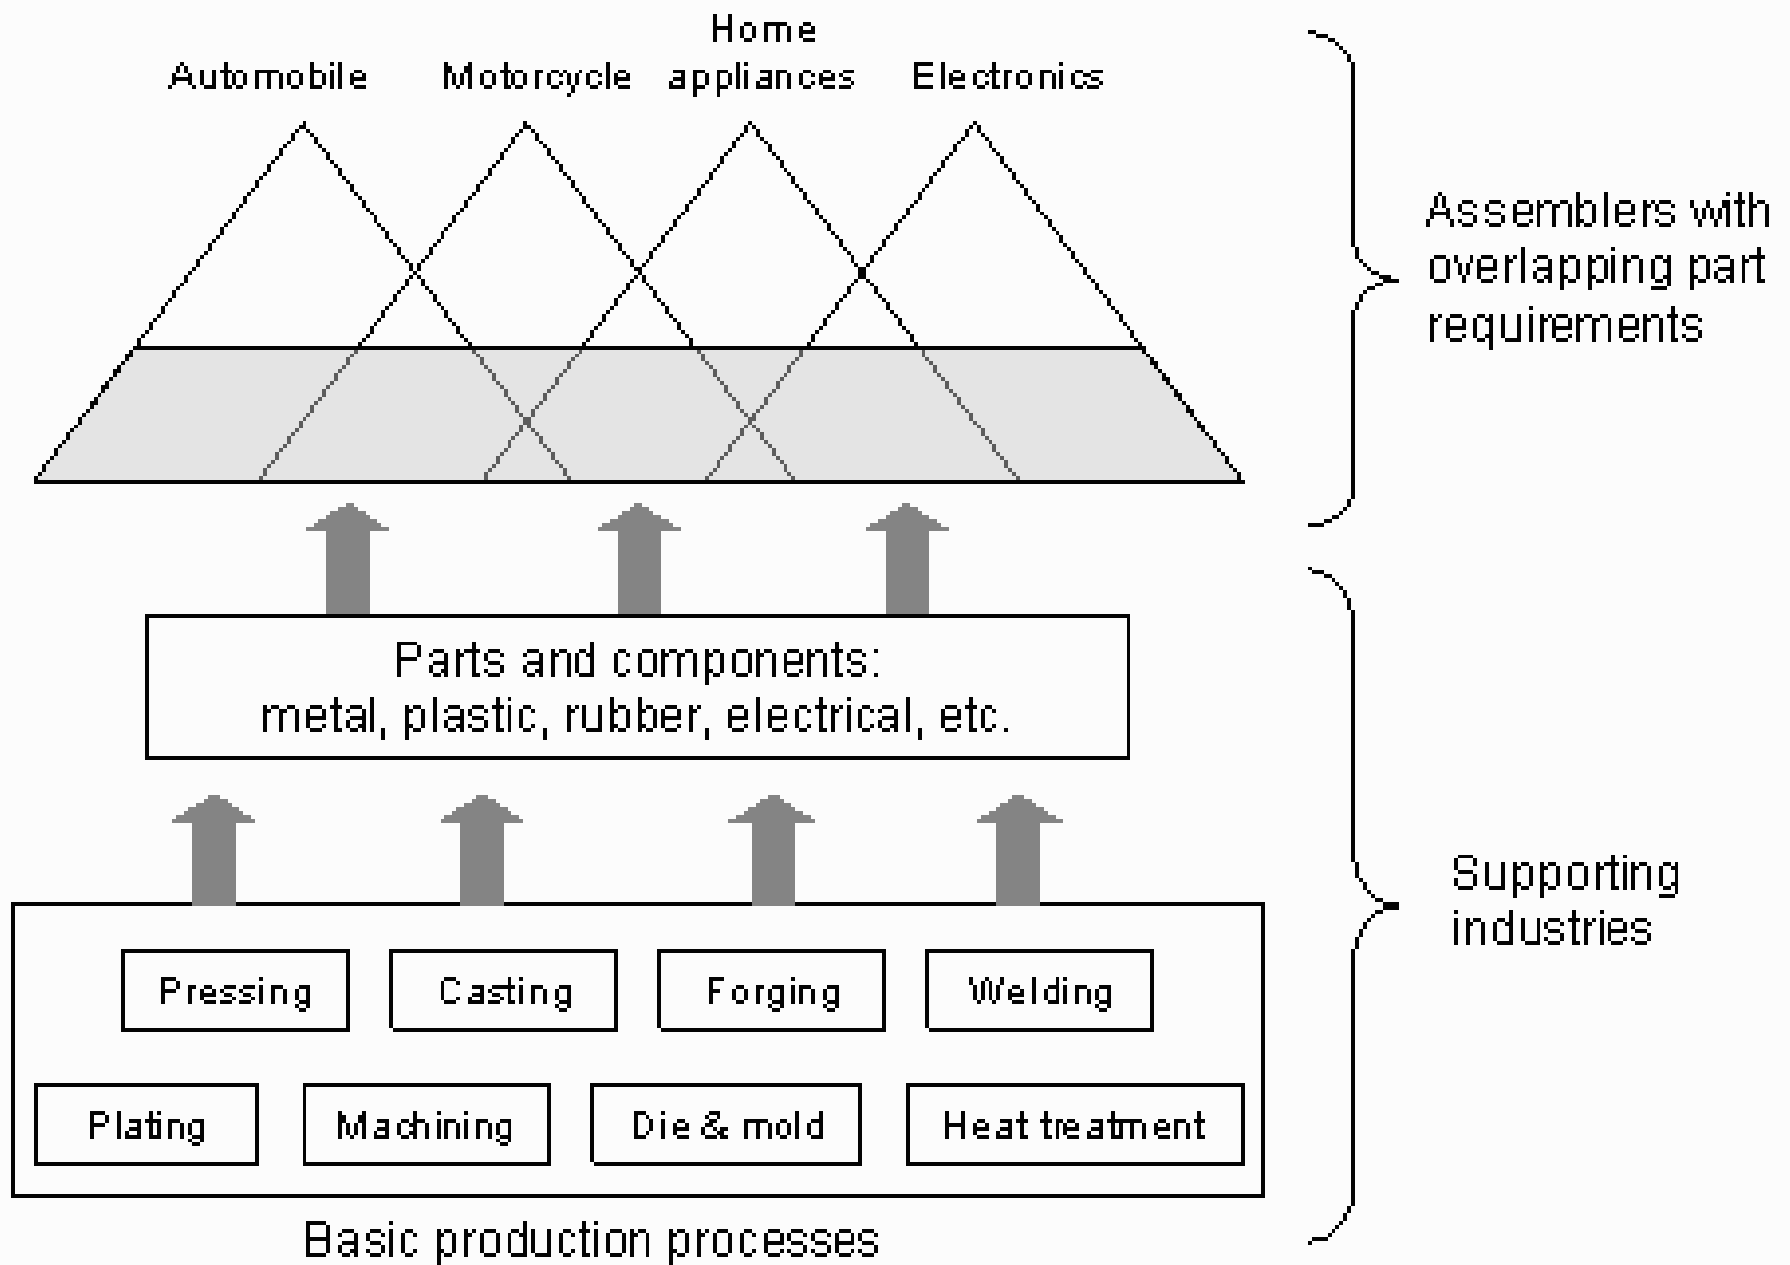 Home
Automobile Motorcycle appliances Electronics
Assemblers with
overlapping part
requirements
Parts and components:
metal, plastic, rubber, electrical, etc.
Supporting
industries
Pressing Casting Forging Welding
Plating Machining Die & mold Heat treatment
Basic production processes